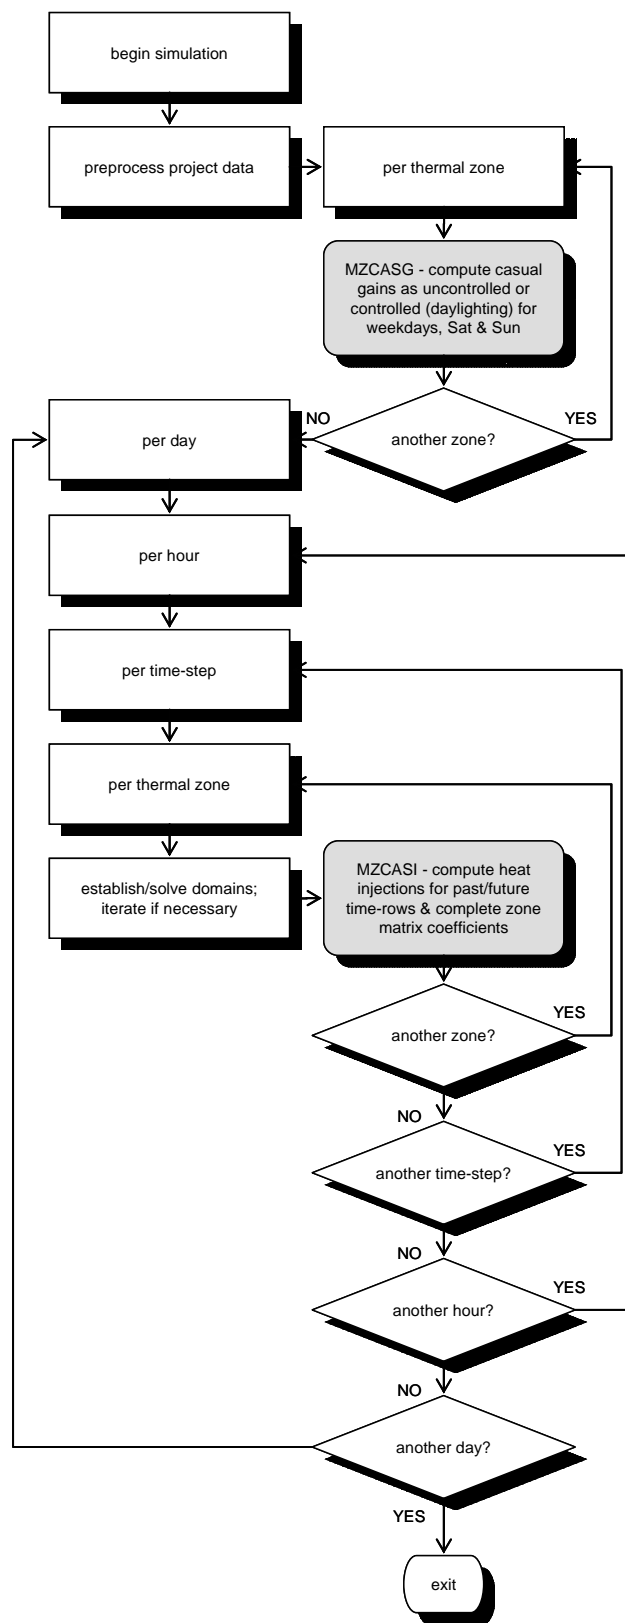 begin simulation
preprocess project data
per thermal zone
MZCASG - compute casual
gains as uncontrolled or
controlled (daylighting) for
weekdays, Sat & Sun
NO
YES
per day
another zone?
per hour
per time-step
per thermal zone
establish/solve domains;
iterate if necessary
MZCASI - compute heat
injections for past/future
time-rows & complete zone
matrix coefficients
YES
another zone?
NO
YES
another time-step?
NO
YES
another hour?
NO
another day?
YES
exit